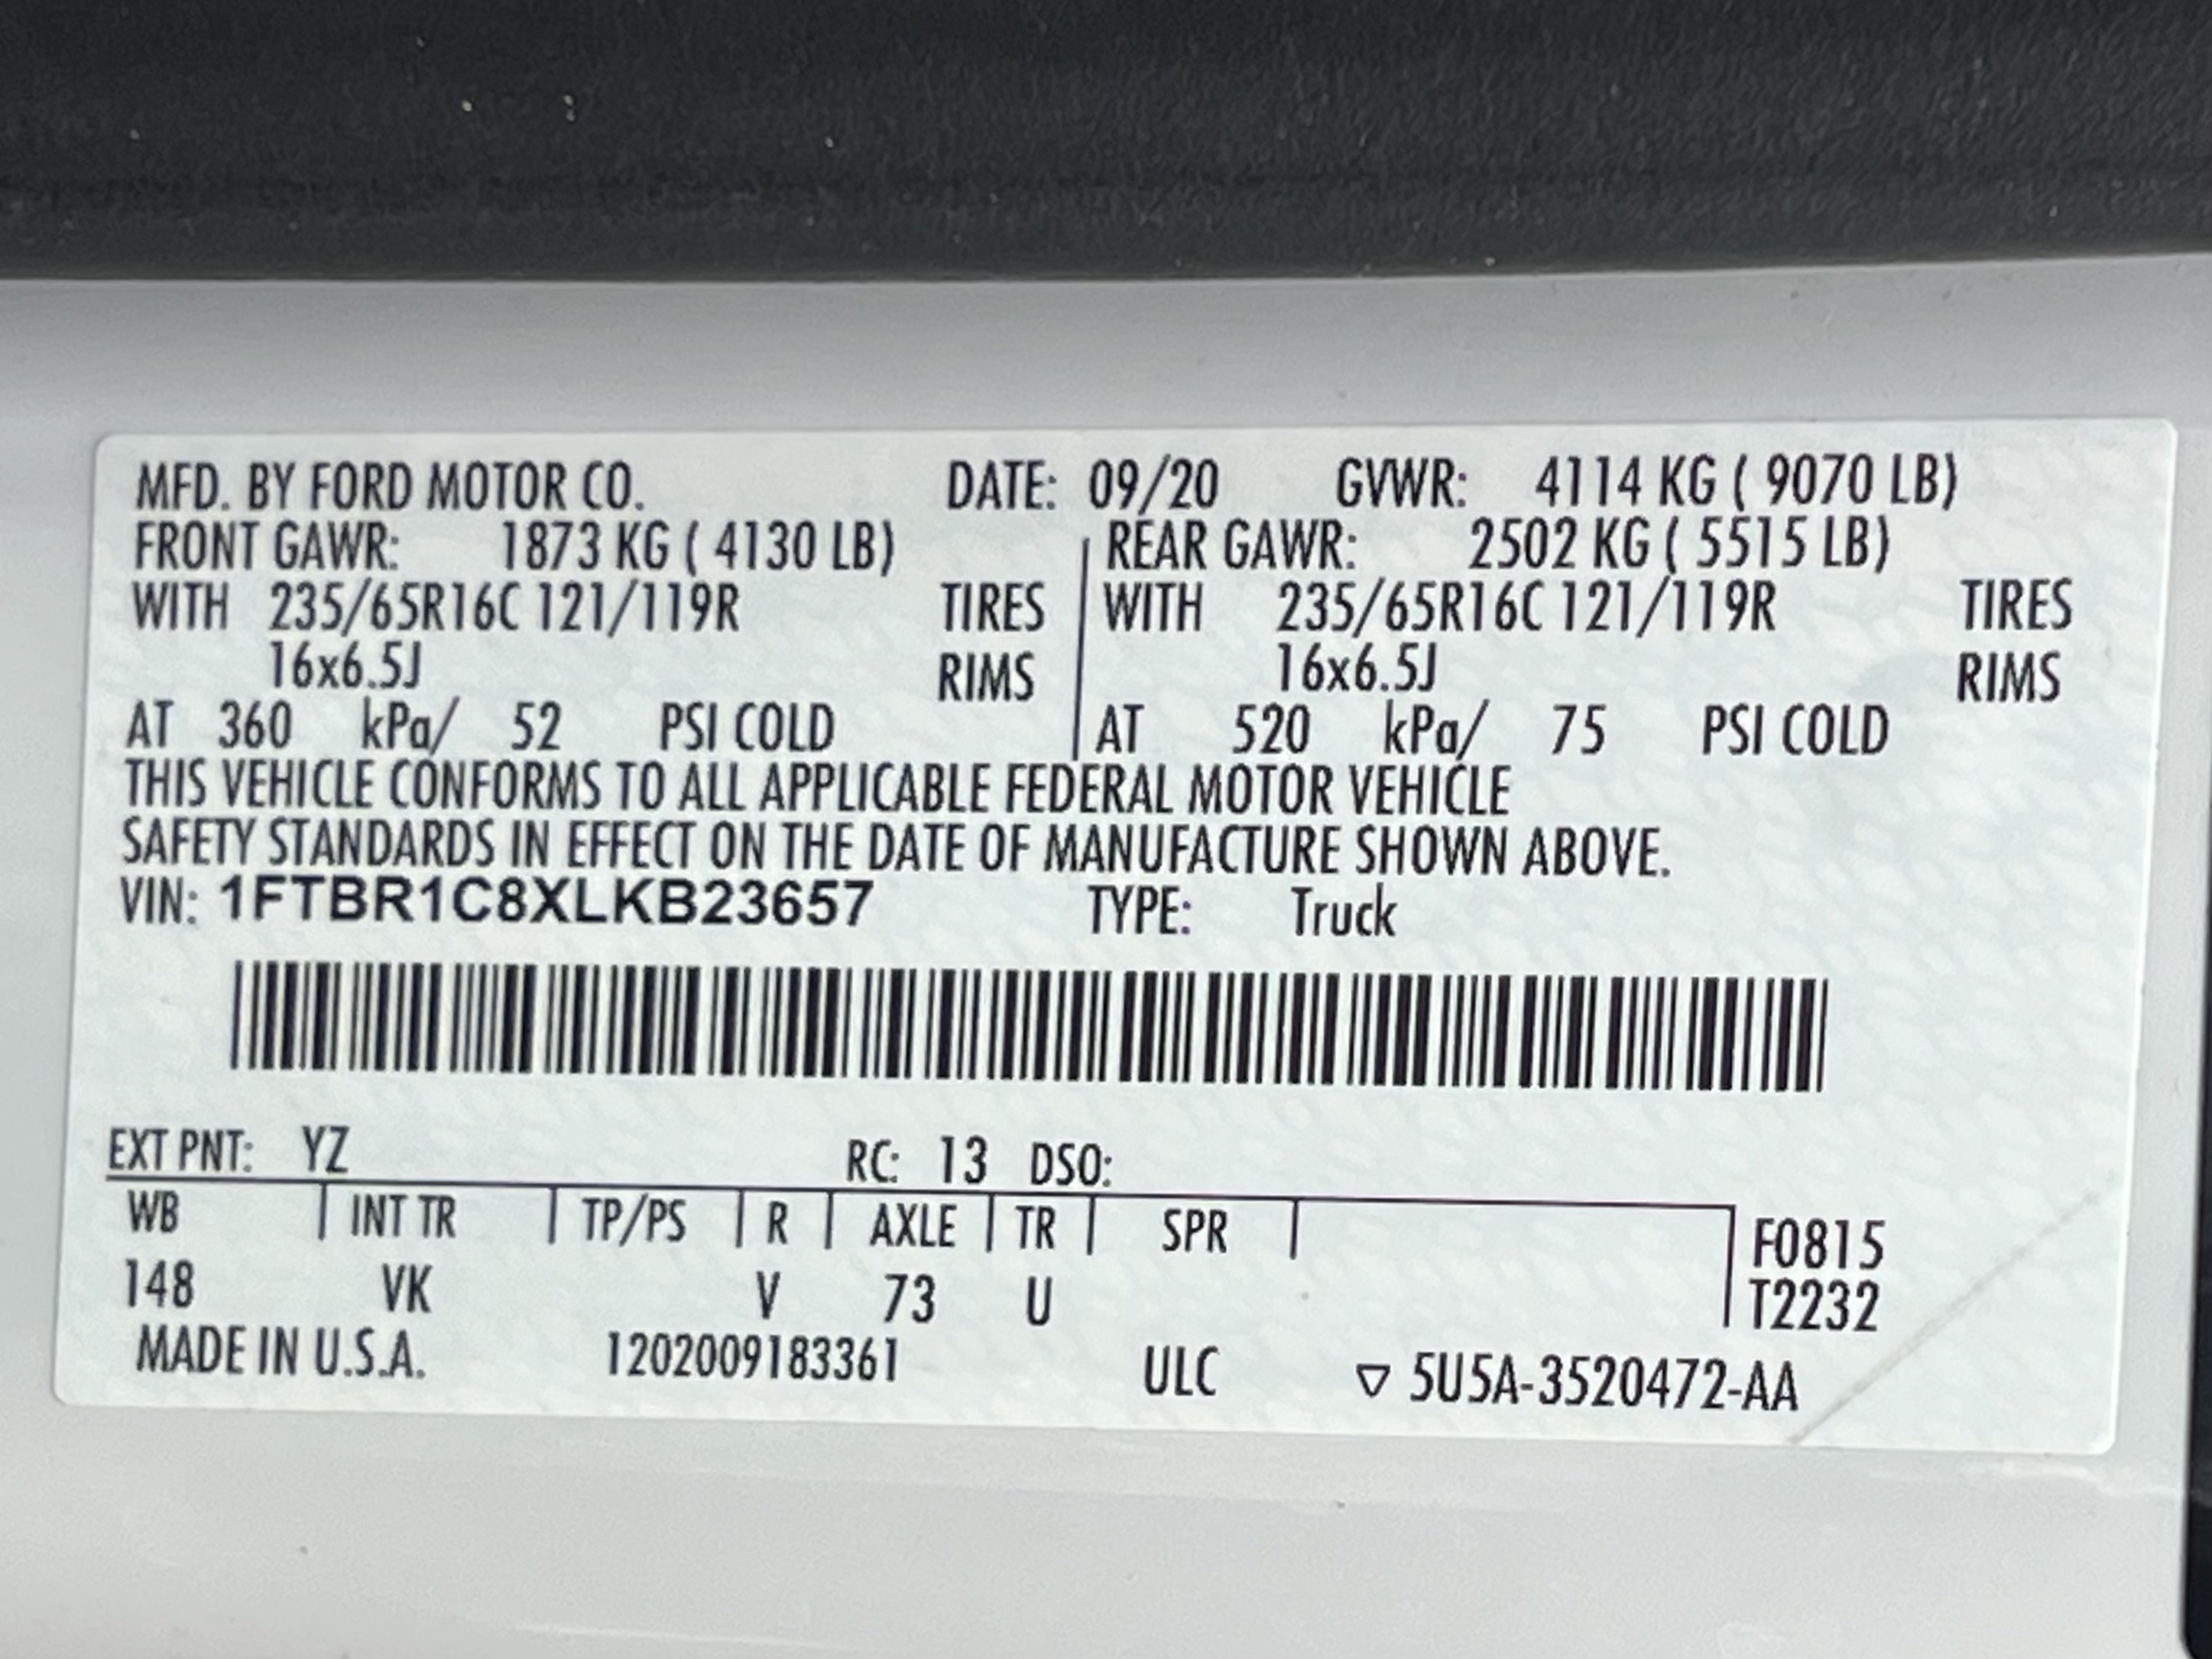 MFD. BY FORD MOTOR CO. DATE: 09/20 GVWR: 4114 KG ( 9070 LB)
FRONT GAWR: 1873 KG ( 4130 LB) REAR GAWR: 2502 KG ( 5515 LB)
WITH 235/65R16C 121/119R TIRES WITH 235/65R16C 121/119R TIRES
16x6.5J RIMS 16x6.5J RIMS
AT 360 kPa/ 52 PSI COLD AT 520 kPa/ 75 PSI COLD
THIS VEHICLE CONFORMS TO ALL APPLICABLE FEDERAL MOTOR VEHICLE
SAFETY STANDARDS IN EFFECT ON THE DATE OF MANUFACTURE SHOWN ABOVE.
VIN: 1FTBR1C8XLKB23657 TYPE: Truck
EXT PNT: YZ RC: 13 DSO:
WB INT TR TP/PS R AXLE TR SPR F0815
148 VK V 73 U T2232
MADE IN U.S.A. 1202009183361 ULC ▽ 5U5A-3520472-AA